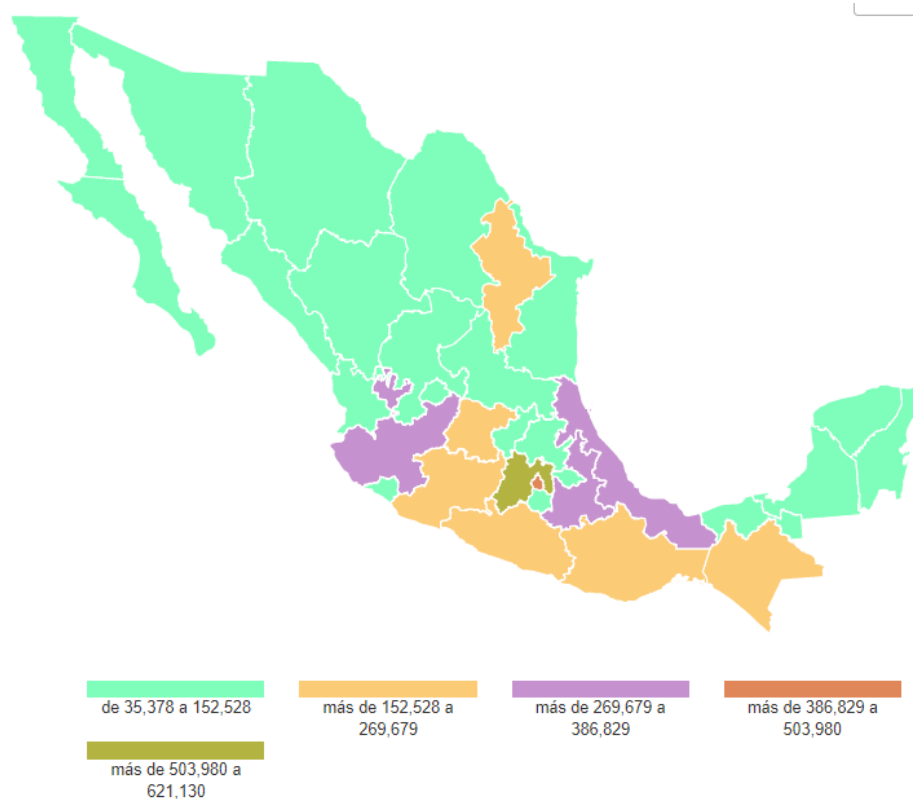 de 35,378 a 152,528
más de 152,528 a
269,679
más de 269,679 a
386,829
más de 386,829 a
503,980
más de 503,980 a
621,130